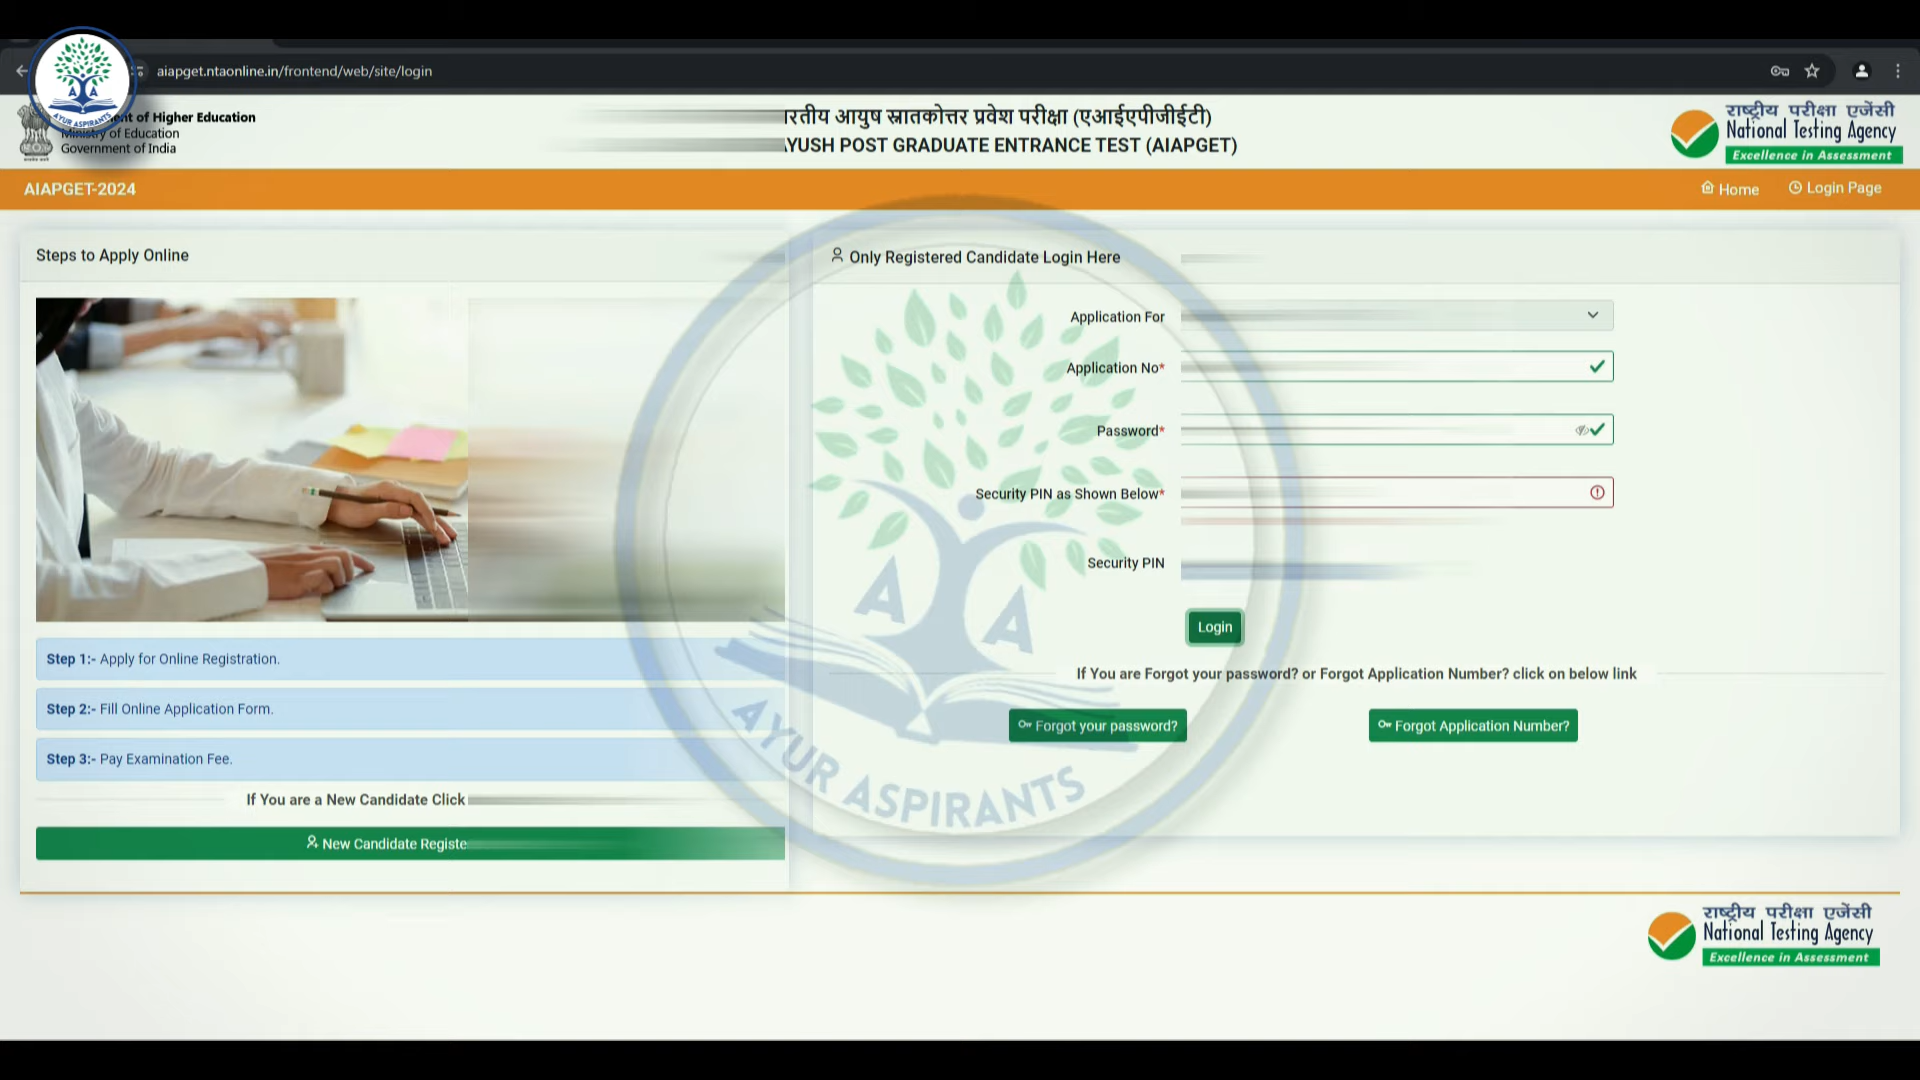 aiapget.ntaonline.in/frontend/web/site/login
AYUR ASPIRANTS
of Higher Education
Ministry of Education
Government of India
रतीय आयुष स्नातकोत्तर प्रवेश परीक्षा (एआईएपीजीईटी)
YUSH POST GRADUATE ENTRANCE TEST (AIAPGET)
राष्ट्रीय परीक्षा एजेंसी
National Testing Agency
Excellence in Assessment
AIAPGET-2024
Home
Login Page
Steps to Apply Online
Step 1:- Apply for Online Registration.
Step 2:- Fill Online Application Form.
Step 3:- Pay Examination Fee.
If You are a New Candidate Click
New Candidate Registe
Only Registered Candidate Login Here
Application For
Application No*
Password*
Security PIN as Shown Below*
Security PIN
Login
If You are Forgot your password? or Forgot Application Number? click on below link
Forgot your password?
Forgot Application Number?
A A
AYUR ASPIRANTS
राष्ट्रीय परीक्षा एजेंसी
National Testing Agency
Excellence in Assessment